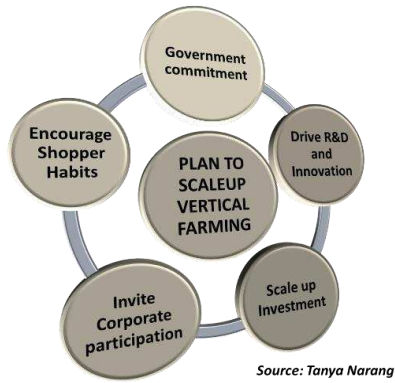 Government
commitment
Drive R&D
and
Innovation
Scale up
Investment
Invite
Corporate
participation
Encourage
Shopper
Habits
PLAN TO
SCALEUP
VERTICAL
FARMING
Source: Tanya Narang